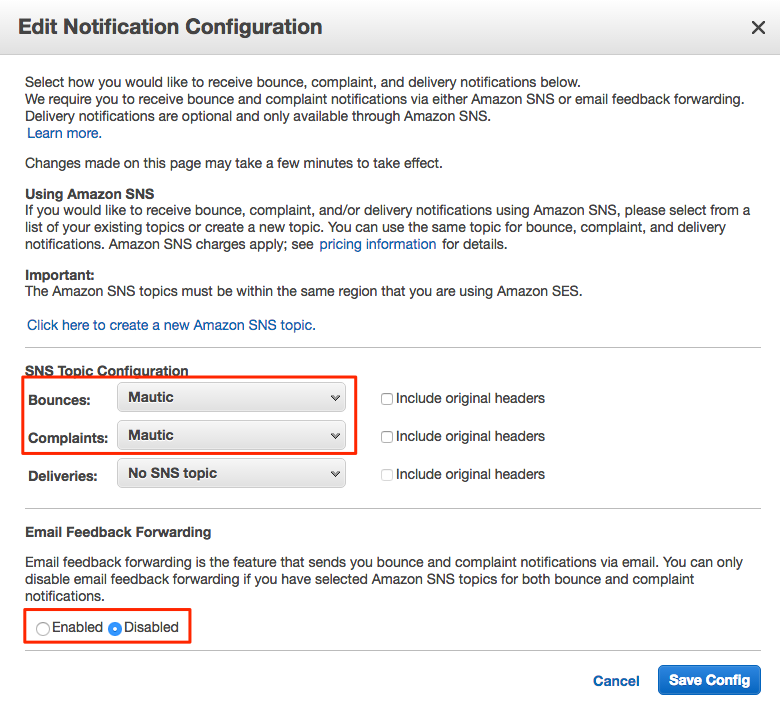 Edit Notification Configuration
Select how you would like to receive bounce, complaint, and delivery notifications below.
We require you to receive bounce and complaint notifications via either Amazon SNS or email feedback forwarding.
Delivery notifications are optional and only available through Amazon SNS.
Learn more.
Changes made on this page may take a few minutes to take effect.
Using Amazon SNS
If you would like to receive bounce, complaint, and/or delivery notifications using Amazon SNS, please select from a
list of your existing topics or create a new topic. You can use the same topic for bounce, complaint, and delivery
notifications. Amazon SNS charges apply; see pricing information for details.
Important:
The Amazon SNS topics must be within the same region that you are using Amazon SES.
Click here to create a new Amazon SNS topic.
SNS Topic Configuration
Bounces: Mautic Include original headers
Complaints: Mautic Include original headers
Deliveries: No SNS topic Include original headers
Email Feedback Forwarding
Email feedback forwarding is the feature that sends you bounce and complaint notifications via email. You can only
disable email feedback forwarding if you have selected Amazon SNS topics for both bounce and complaint
notifications.
Enabled Disabled
Cancel Save Config